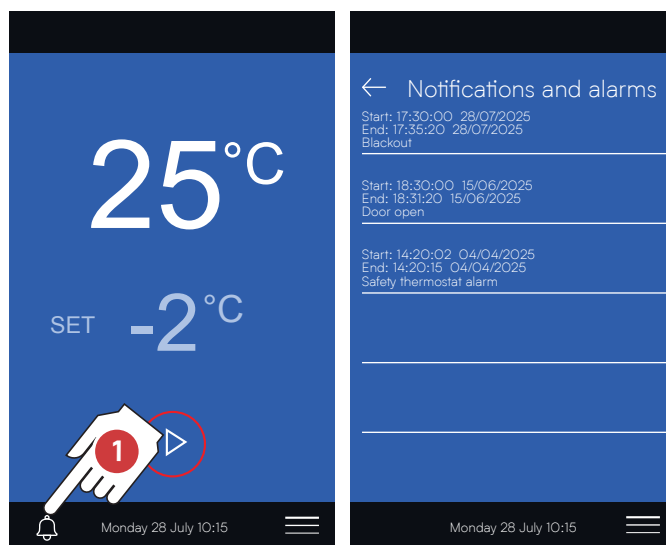 25°C
SET -2°C
1
Monday 28 July 10:15
Notifications and alarms
Start: 17:30:00 28/07/2025
End: 17:35:20 28/07/2025
Blackout
Start: 18:30:00 15/06/2025
End: 18:31:20 15/06/2025
Door open
Start: 14:20:02 04/04/2025
End: 14:20:15 04/04/2025
Safety thermostat alarm
Monday 28 July 10:15